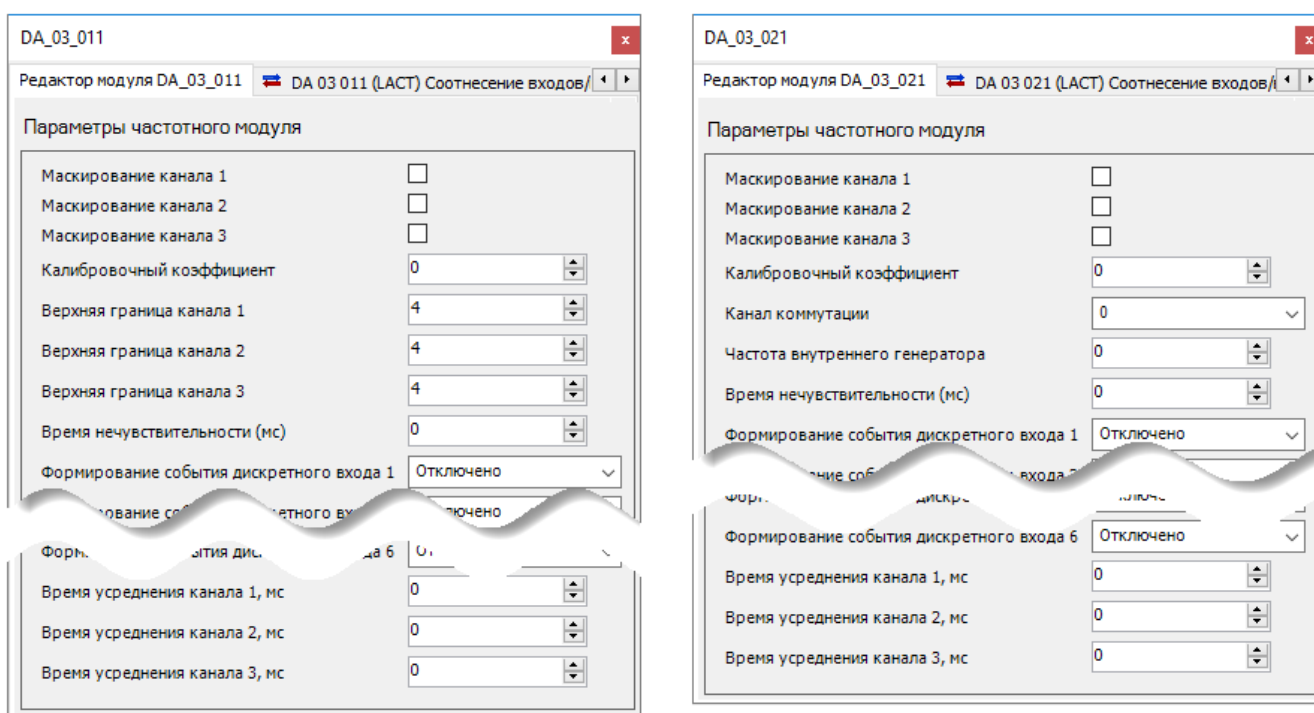 DA_03_011
x
Редактор модуля DA_03_011 DA 03 011 (LACT) Соотнесение входов/
Параметры частотного модуля
Маскирование канала 1
Маскирование канала 2
Маскирование канала 3
Калибровочный коэффициент 0
Верхняя граница канала 1 4
Верхняя граница канала 2 4
Верхняя граница канала 3 4
Время нечувствительности (мс) 0
Формирование события дискретного входа 1 Отключено
Время усреднения канала 1, мс 0
Время усреднения канала 2, мс 0
Время усреднения канала 3, мс 0
DA_03_021
x
Редактор модуля DA_03_021 DA 03 021 (LACT) Соотнесение входов/
Параметры частотного модуля
Маскирование канала 1
Маскирование канала 2
Маскирование канала 3
Калибровочный коэффициент 0
Канал коммутации 0
Частота внутреннего генератора 0
Время нечувствительности (мс) 0
Формирование события дискретного входа 1 Отключено
Формирование события дискретного входа 6 Отключено
Время усреднения канала 1, мс 0
Время усреднения канала 2, мс 0
Время усреднения канала 3, мс 0